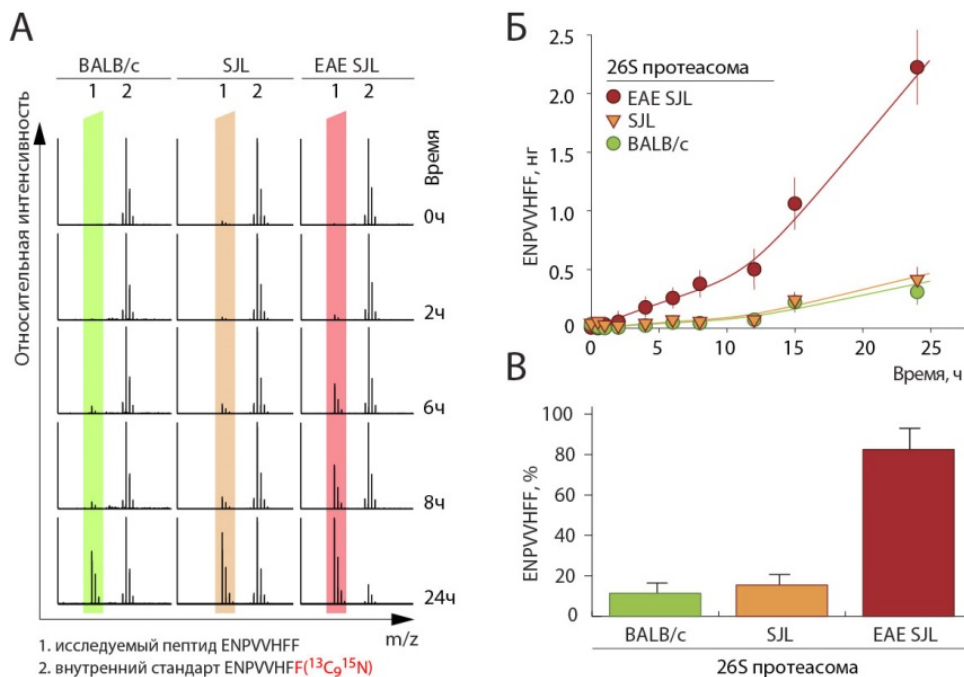 А
BALB/c SJL EAE SJL
1 2 1 2 1 2
Относительная интенсивность
Время
0ч
2ч
6ч
8ч
24ч
m/z
1. исследуемый пептид ENPVVHFF
2. внутренний стандарт ENPVVHFF(¹³C₉¹⁵N)
Б
ENPVVHFF, нг
2.5
2.0
1.5
1.0
0.5
0
26S протеасома
EAE SJL
SJL
BALB/c
0 5 10 15 20 25
Время, ч
В
ENPVVHFF, %
100
80
60
40
20
0
BALB/c SJL EAE SJL
26S протеасома